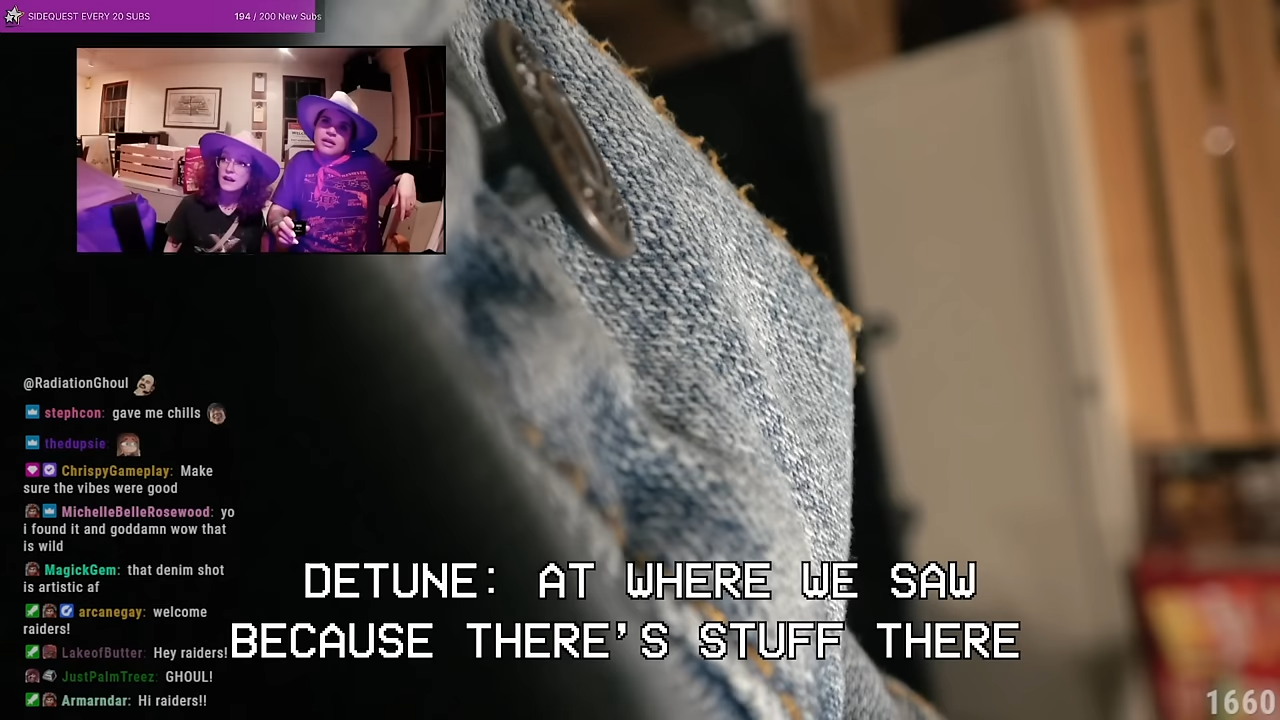 SIDEQUEST EVERY 20 SUBS
194 / 200 New Subs
@RadiationGhoul
stephcon: gave me chills
thedupsie:
ChrispyGameplay: Make
sure the vibes were good
MichelleBelleRosewood: yo
i found it and goddamn wow that
is wild
MagickGem: that denim shot
is artistic af
arcanegay: welcome
raiders!
LakeofButter: Hey raiders!
JustPalmTreez: GHOUL!
Armarndar: Hi raiders!!
DETUNE: AT WHERE WE SAW
BECAUSE THERE'S STUFF THERE
1660